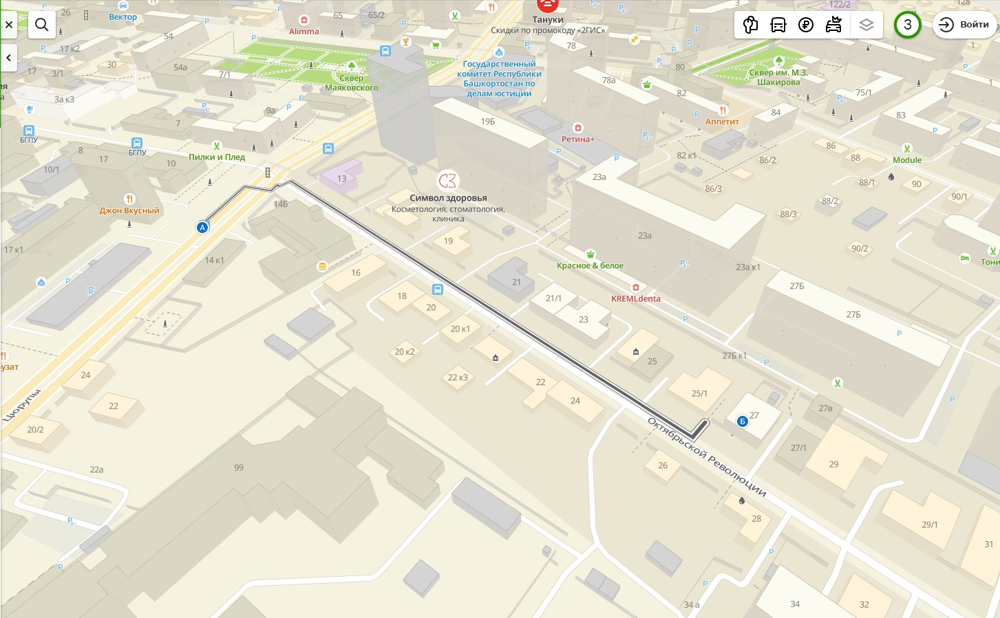 26
Вектор
65
65/2
Alimma
Тануки
Скидки по промокоду «2ГИС»
3
122/2
128
3
Войти
54
17 к2
78
1
1
17
3/1
30
54а
7/1
Сквер
Маяковского
Государственный
комитет Республики
Башкортостан по
делам юстиции
80
78а
Сквер им. М.З.
Шакирова
1
ия
а
3а к3
9а
82
75/1
7
19Б
84
83
Аппетит
Ретина+
БГПУ
БГПУ
8
17
Пилки и Плед
82 к1
86
88
Module
10/1
10
86/2
13
23а
88/1
90
86/3
Символ здоровья
Косметология, стоматология,
клиника
90/1
88/2
Джон Вкусный
14Б
88/3
А
23а
19
90/2
17 к1
14 к1
Красное & белое
23а к1
Тони
16
21
27Б
18
20
21/1
KREMLdenta
23
27Б
20 к1
20 к2
25
27Б к1
узат
24
22 к3
22
25/1
24
Цюрупы
22
27
Б
27в
20/2
Октябрьской Революции
27/1
26
29
22а
99
28
29/1
31
34 а
34
32